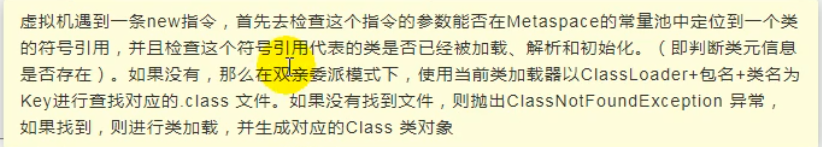 虚拟机遇到一条new指令，首先去检查这个指令的参数能否在Metaspace的常量池中定位到一个类
的符号引用，并且检查这个符号引用代表的类是否已经被加载、解析和初始化。（即判断类元信息
是否存在）。如果没有，那么在双亲委派模式下，使用当前类加载器以ClassLoader+包名+类名为
Key进行查找对应的.class 文件。如果没有找到文件，则抛出ClassNotFoundException 异常，
如果找到，则进行类加载，并生成对应的Class 类对象